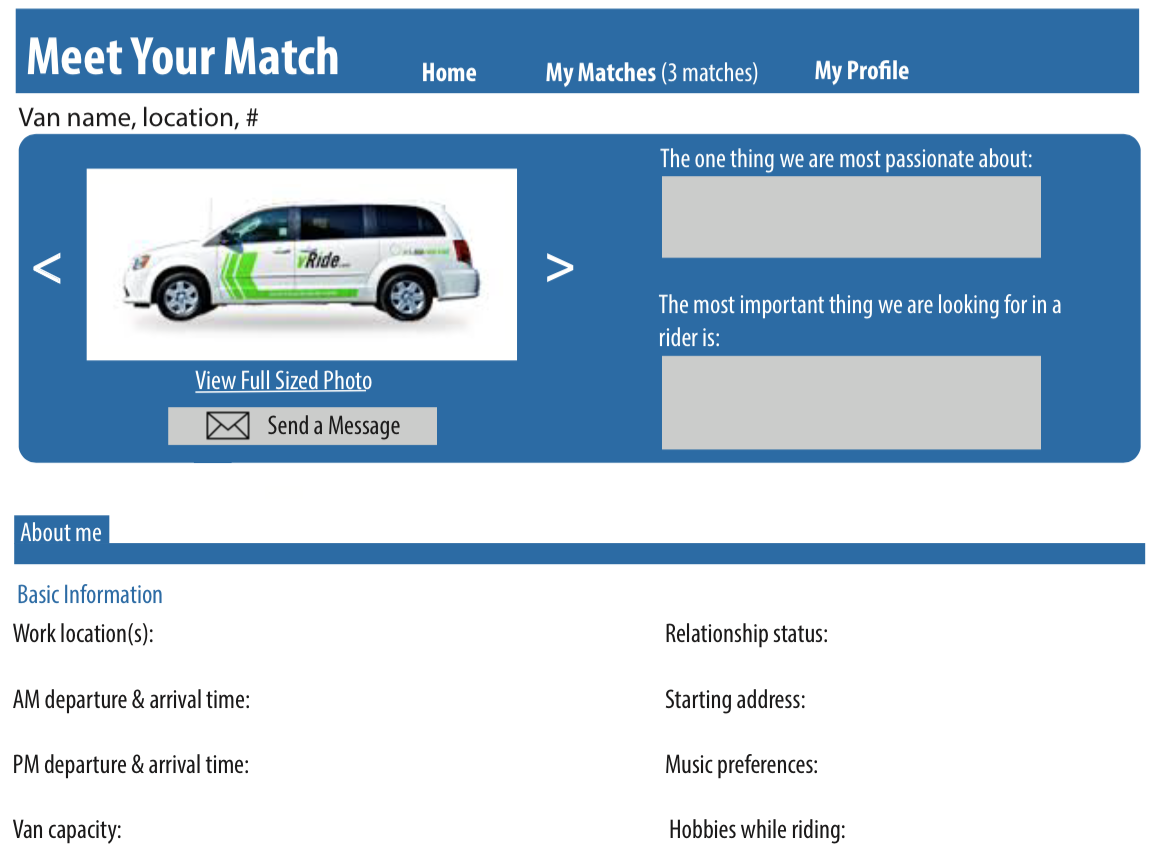 Meet Your Match
Home
My Matches (3 matches)
My Profile
Van name, location, #
<
vRide
>
View Full Sized Photo
Send a Message
The one thing we are most passionate about:
The most important thing we are looking for in a
rider is:
About me
Basic Information
Work location(s):
Relationship status:
AM departure & arrival time:
Starting address:
PM departure & arrival time:
Music preferences:
Van capacity:
Hobbies while riding: